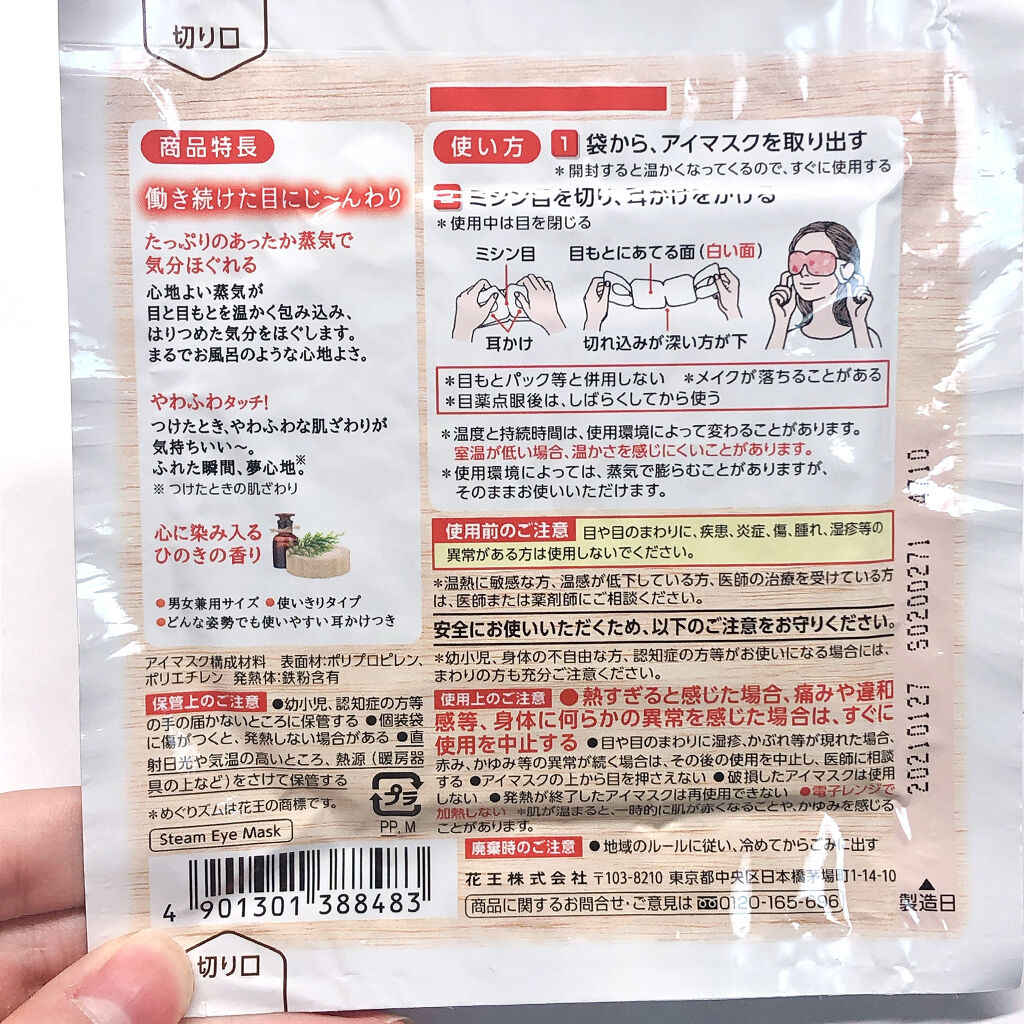 切り口
商品特長
働き続けた目にじ~んわり
たっぷりのあったか蒸気で
気分ほぐれる
心地よい蒸気が
目と目もとを温かく包み込み、
はりつめた気分をほぐします。
まるでお風呂のような心地よさ。
やわふわタッチ!
つけたとき、やわふわな肌ざわりが
気持ちいい〜。
ふれた瞬間、夢心地。※
※ つけたときの肌ざわり
心に染み入る
ひのきの香り
●男女兼用サイズ ●使いきりタイプ
●どんな姿勢でも使いやすい耳かけつき
使い方 1 袋から、アイマスクを取り出す
*開封すると温かくなってくるので、すぐに使用する
2 ミシン目を切り、耳かけをかける
*使用中は目を閉じる
ミシン目 目もとにあてる面(白い面)
耳かけ 切れ込みが深い方が下
*目もとパック等と併用しない *メイクが落ちることがある
*目薬点眼後は、しばらくしてから使う
*温度と持続時間は、使用環境によって変わることがあります。
室温が低い場合、温かさを感じにくいことがあります。
*使用環境によっては、蒸気で膨らむことがありますが、
そのままお使いいただけます。
使用前のご注意 目や目のまわりに、疾患、炎症、傷、腫れ、湿疹等の
異常がある方は使用しないでください。
*温熱に敏感な方、温感が低下している方、医師の治療を受けている方
は、医師または薬剤師にご相談ください。
安全にお使いいただくため、以下のご注意をお守りください。
*幼小児、身体の不自由な方、認知症の方等がお使いになる場合には、
まわりの方も充分ご注意ください。
アイマスク構成材料 表面材:ポリプロピレン、
ポリエチレン 発熱体:鉄粉含有
保管上のご注意 ●幼小児、認知症の方等
の手の届かないところに保管する ●個装袋
に傷がつくと、発熱しない場合がある ●直
射日光や気温の高いところ、熱源(暖房器
具の上など)をさけて保管する
*めぐりズムは花王の商標です。
プラ
PP, M
Steam Eye Mask
使用上のご注意 ●熱すぎると感じた場合、痛みや違和
感等、身体に何らかの異常を感じた場合は、すぐに
使用を中止する ●目や目のまわりに湿疹、かぶれ等が現れた場合、
赤み、かゆみ等の異常が続く場合は、その後の使用を中止し、医師に相談
する ●アイマスクの上から目を押さえない ●破損したアイマスクは使用
しない ●発熱が終了したアイマスクは再使用できない ●電子レンジで
加熱しない *肌が温まると、一時的に肌が赤くなることや、かゆみを感じる
ことがあります。
廃棄時のご注意 ●地域のルールに従い、冷めてからごみに出す
花王株式会社 〒103-8210 東京都中央区日本橋茅場町1-14-10
商品に関するお問合せ・ご意見は 0120-165-696
4 901301 388483
20210127 S0200271 4010
▲
製造日
切り口